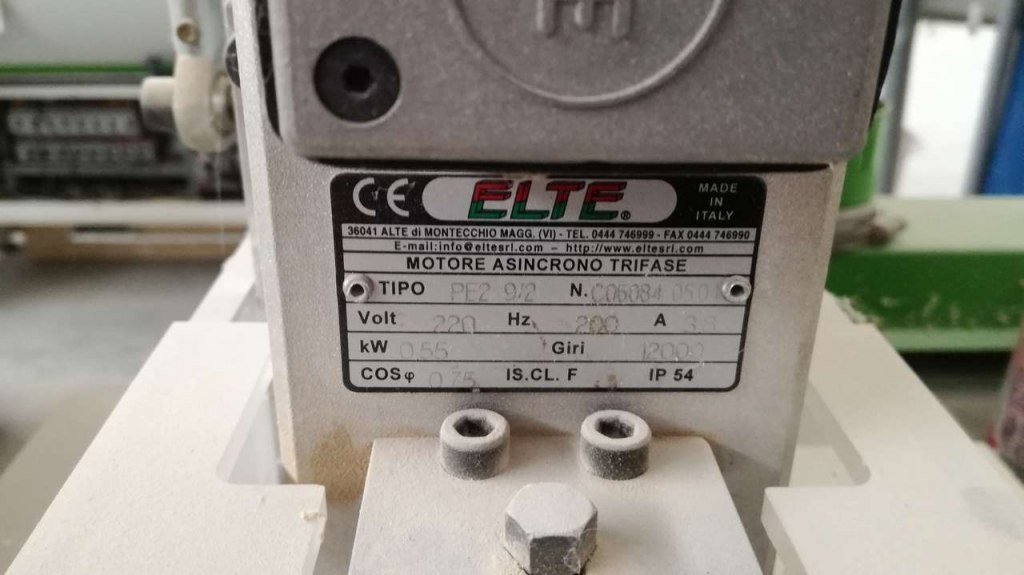 CE ELTE® MADE IN ITALY
36041 ALTE di MONTECCHIO MAGG. (VI) - TEL. 0444 746999 - FAX 0444 746990
E-mail:info@eltesrl.com – http://www.eltesrl.com
MOTORE ASINCRONO TRIFASE
TIPO PE2 9/2 N.
Volt 220 Hz 200 A
kW 0.55 Giri 12000
COSφ 0.75 IS.CL. F IP 54